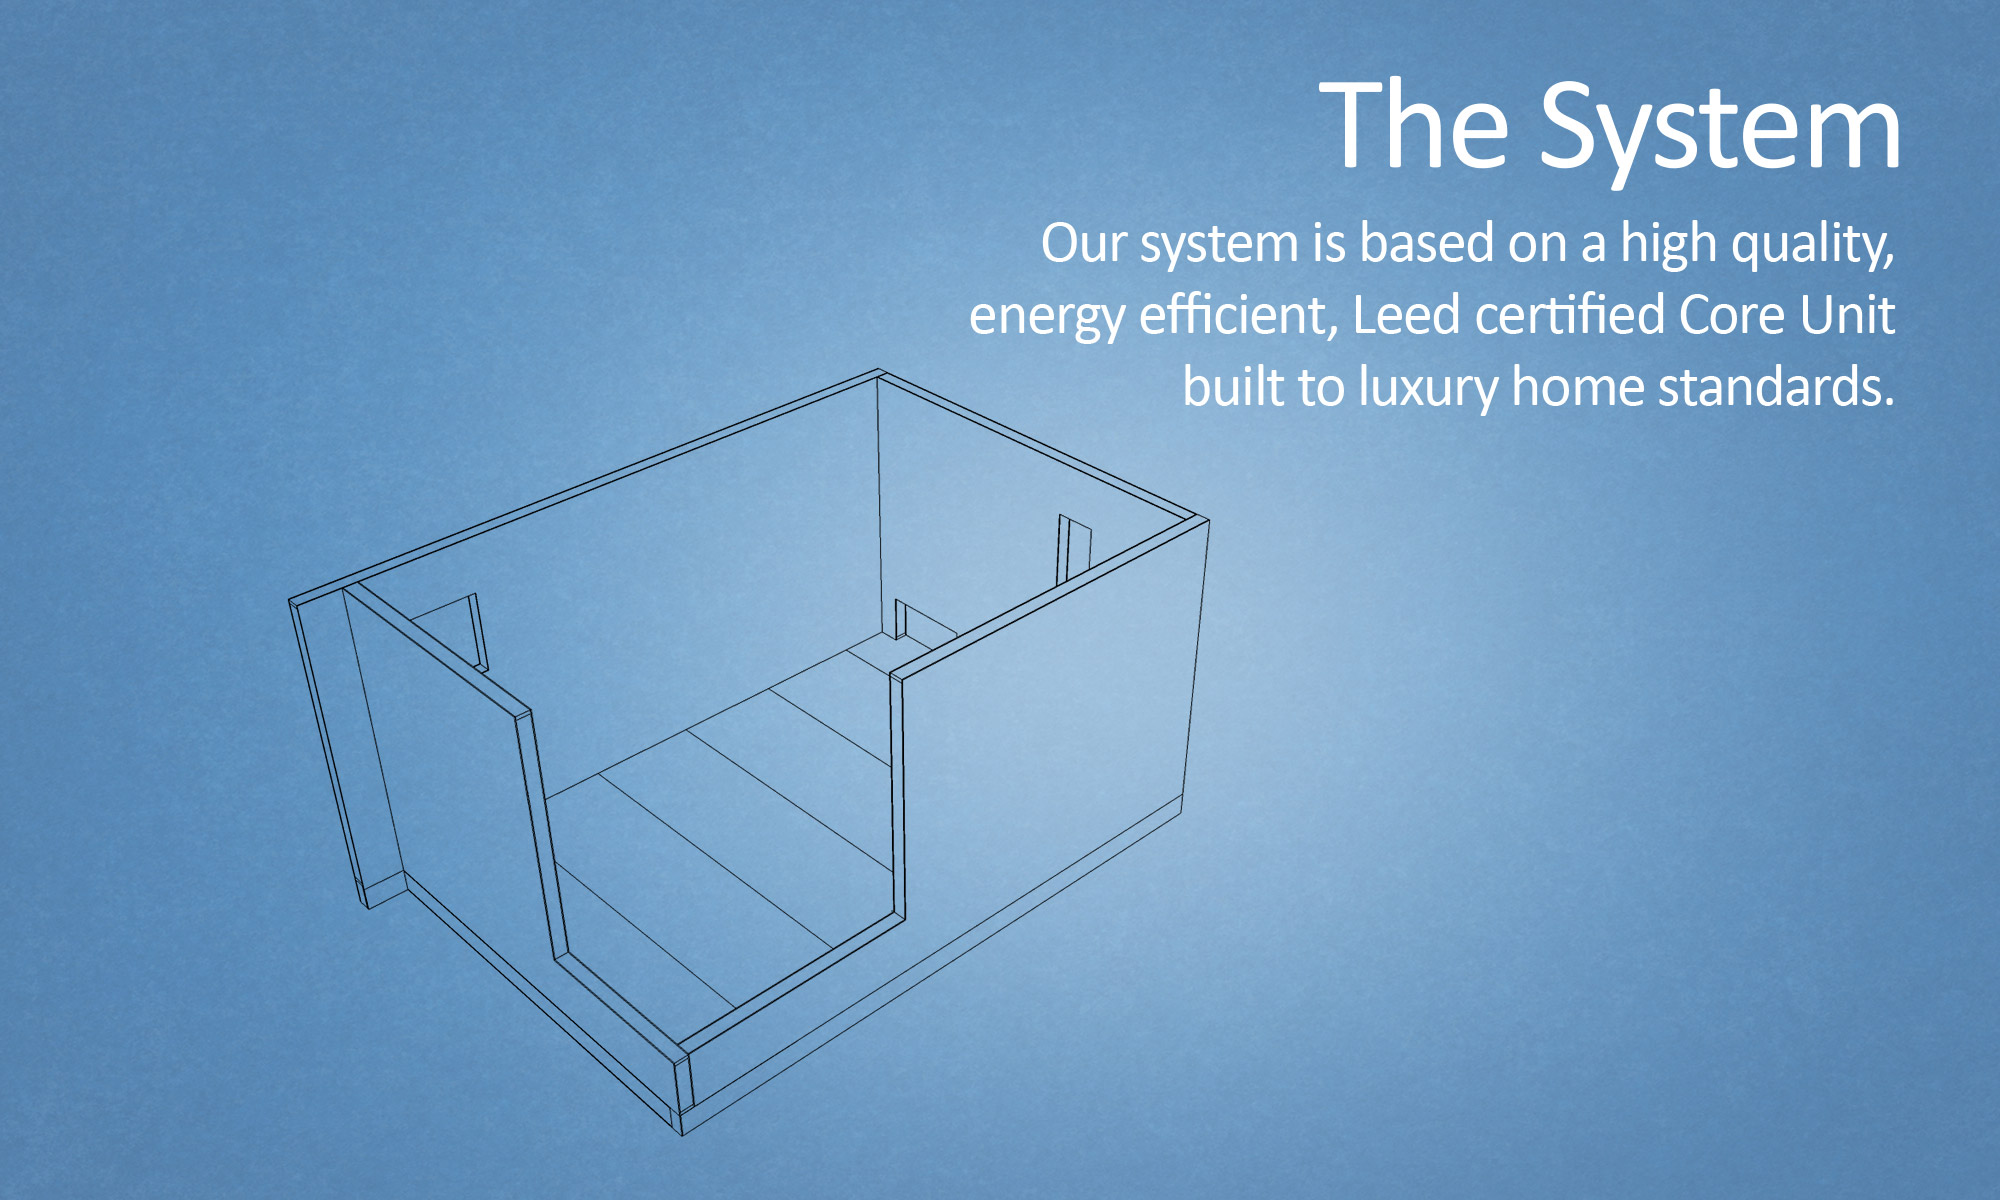 The System
Our system is based on a high quality,
energy efficient, Leed certified Core Unit
built to luxury home standards.